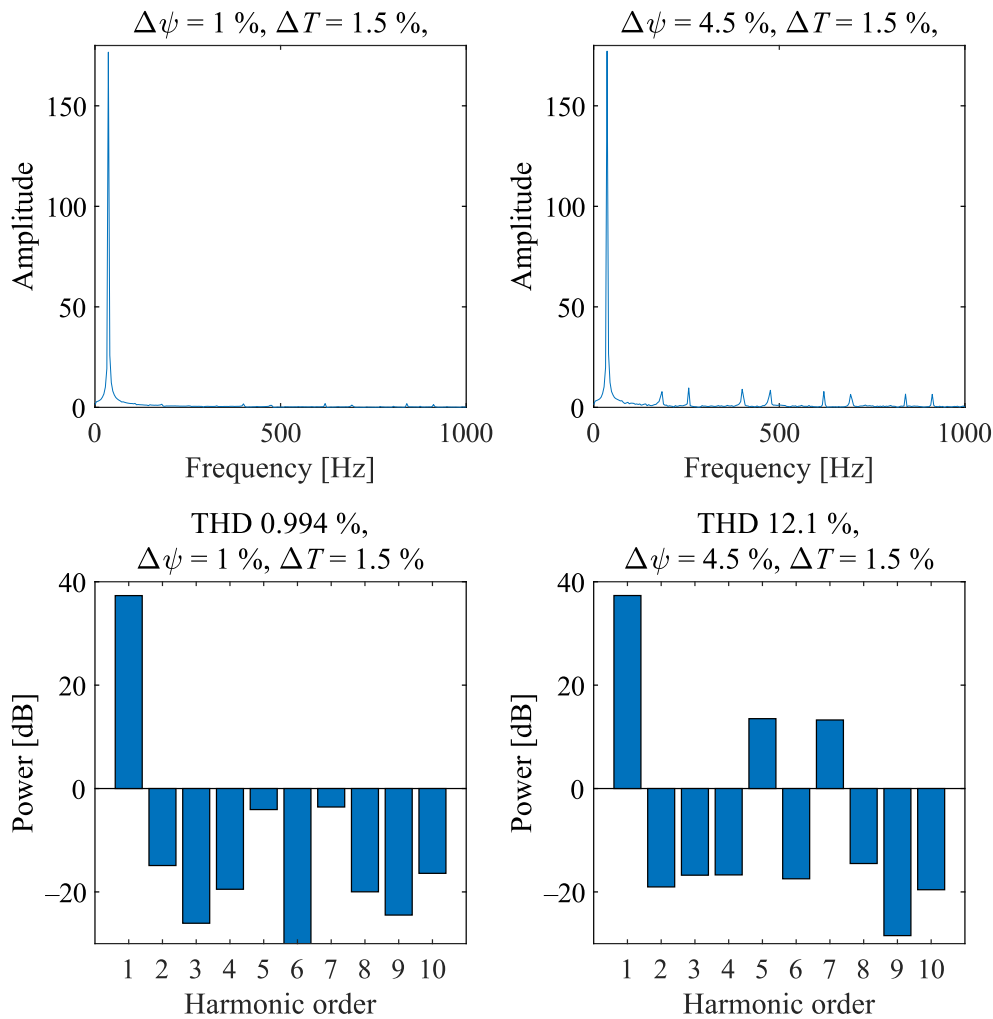 Δψ = 1 %, ΔT = 1.5 %,
Amplitude
150
100
50
0
0
500
1000
Frequency [Hz]
Δψ = 4.5 %, ΔT = 1.5 %,
Amplitude
150
100
50
0
0
500
1000
Frequency [Hz]
THD 0.994 %,
Δψ = 1 %, ΔT = 1.5 %
Power [dB]
40
20
0
–20
1 2 3 4 5 6 7 8 9 10
Harmonic order
THD 12.1 %,
Δψ = 4.5 %, ΔT = 1.5 %
Power [dB]
40
20
0
–20
1 2 3 4 5 6 7 8 9 10
Harmonic order